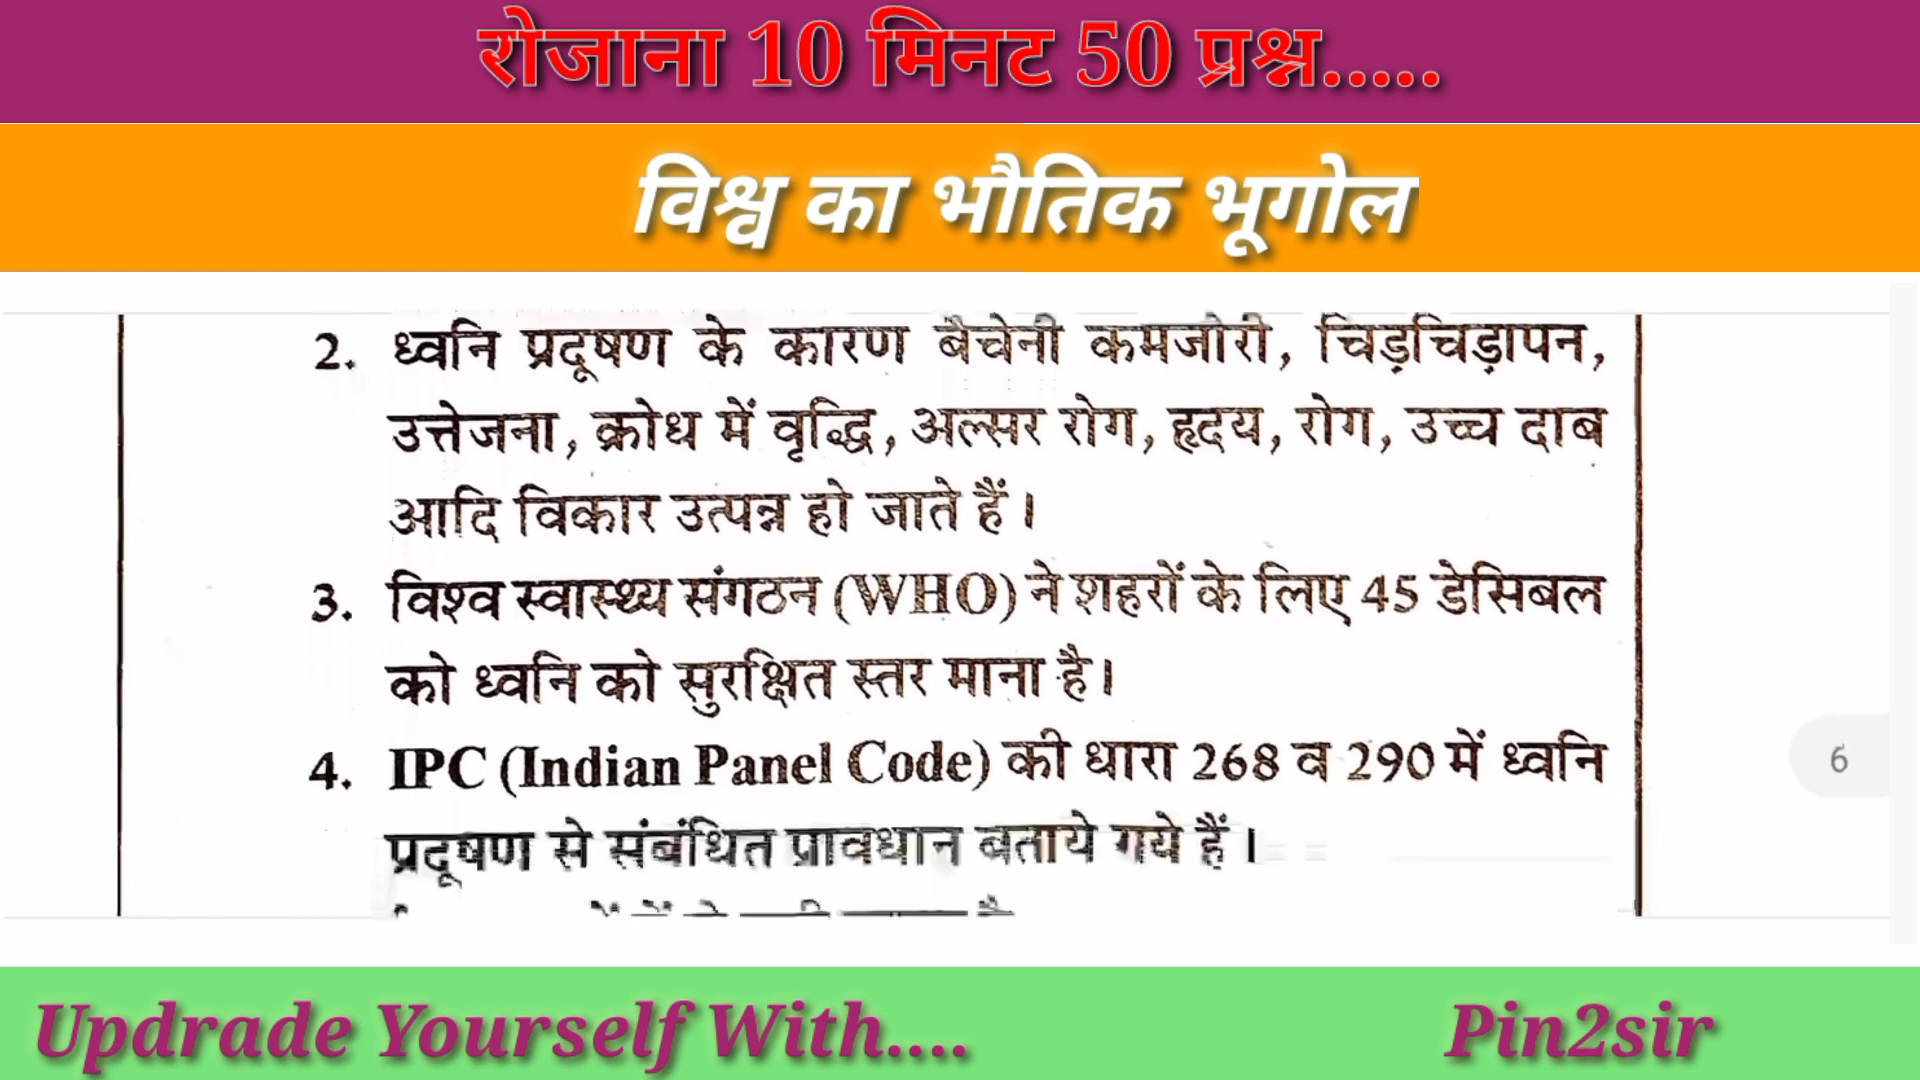 रोजाना 10 मिनट 50 प्रश्न.....
विश्व का भौतिक भूगोल
2. ध्वनि प्रदूषण के कारण बैचेनी कमजोरी, चिड़चिड़ापन,
उत्तेजना, क्रोध में वृद्धि, अल्सर रोग, हृदय, रोग, उच्च दाब
आदि विकार उत्पन्न हो जाते हैं।
3. विश्व स्वास्थ्य संगठन (WHO) ने शहरों के लिए 45 डेसिबल
को ध्वनि को सुरक्षित स्तर माना है।
4. IPC (Indian Panel Code) की धारा 268 व 290 में ध्वनि
प्रदूषण से संबंधित प्रावधान बताये गये हैं।
6
Updrade Yourself With.... Pin2sir